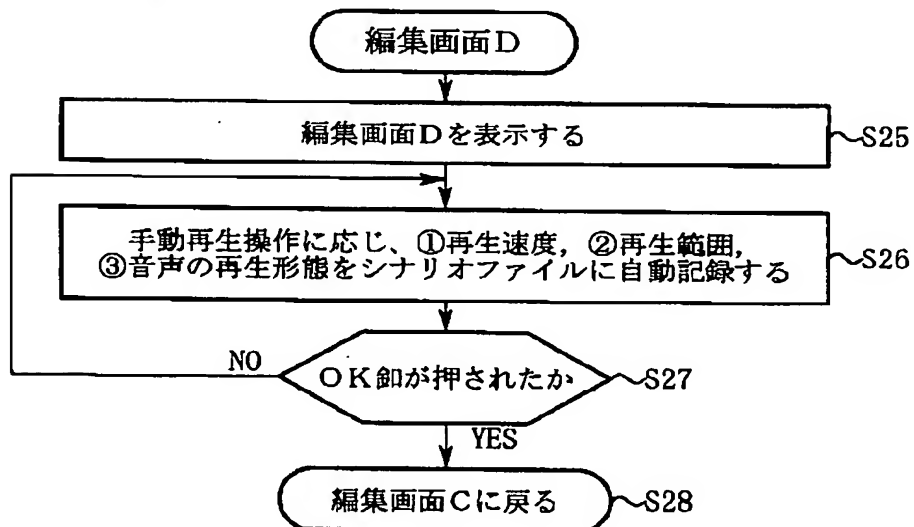 編集画面D
編集画面Dを表示する
S25
手動再生操作に応じ、①再生速度，②再生範囲，
③音声の再生形態をシナリオファイルに自動記録する
S26
NO
OK釦が押されたか
S27
YES
編集画面Cに戻る
S28